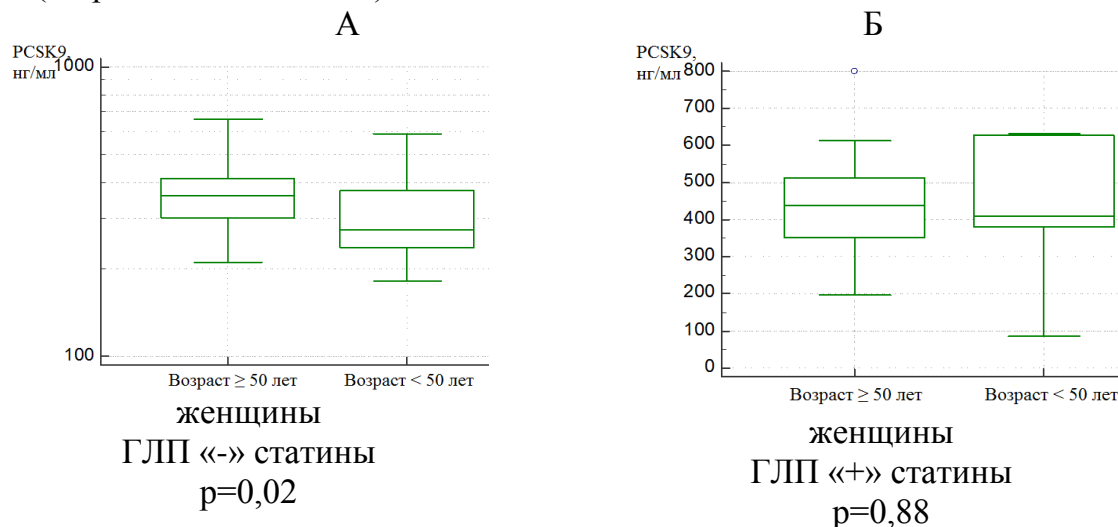 А
PCSK9,
нг/мл
1000
100
Возраст ≥ 50 лет Возраст < 50 лет
женщины
ГЛП «-» статины
p=0,02
Б
PCSK9,
нг/мл
800
700
600
500
400
300
200
100
0
Возраст ≥ 50 лет Возраст < 50 лет
женщины
ГЛП «+» статины
p=0,88